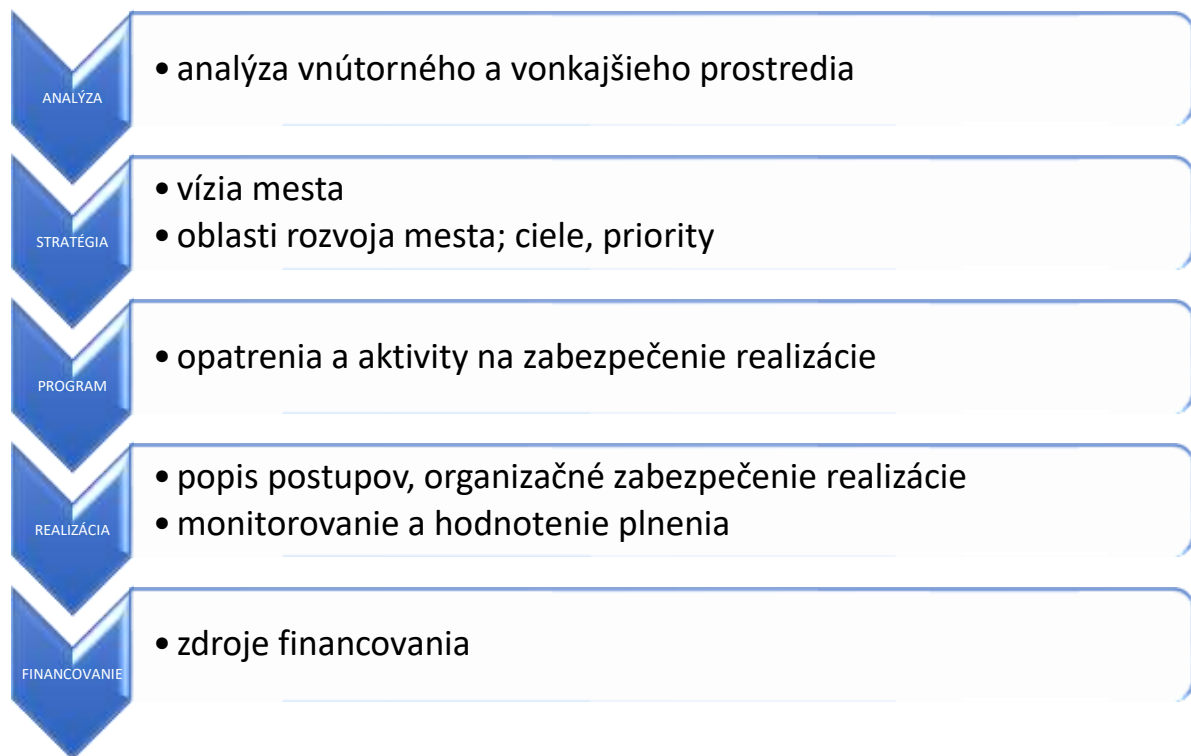 ANALÝZA
• analýza vnútorného a vonkajšieho prostredia
STRATÉGIA
• vízia mesta
• oblasti rozvoja mesta; ciele, priority
PROGRAM
• opatrenia a aktivity na zabezpečenie realizácie
REALIZÁCIA
• popis postupov, organizačné zabezpečenie realizácie
• monitorovanie a hodnotenie plnenia
FINANCOVANIE
• zdroje financovania